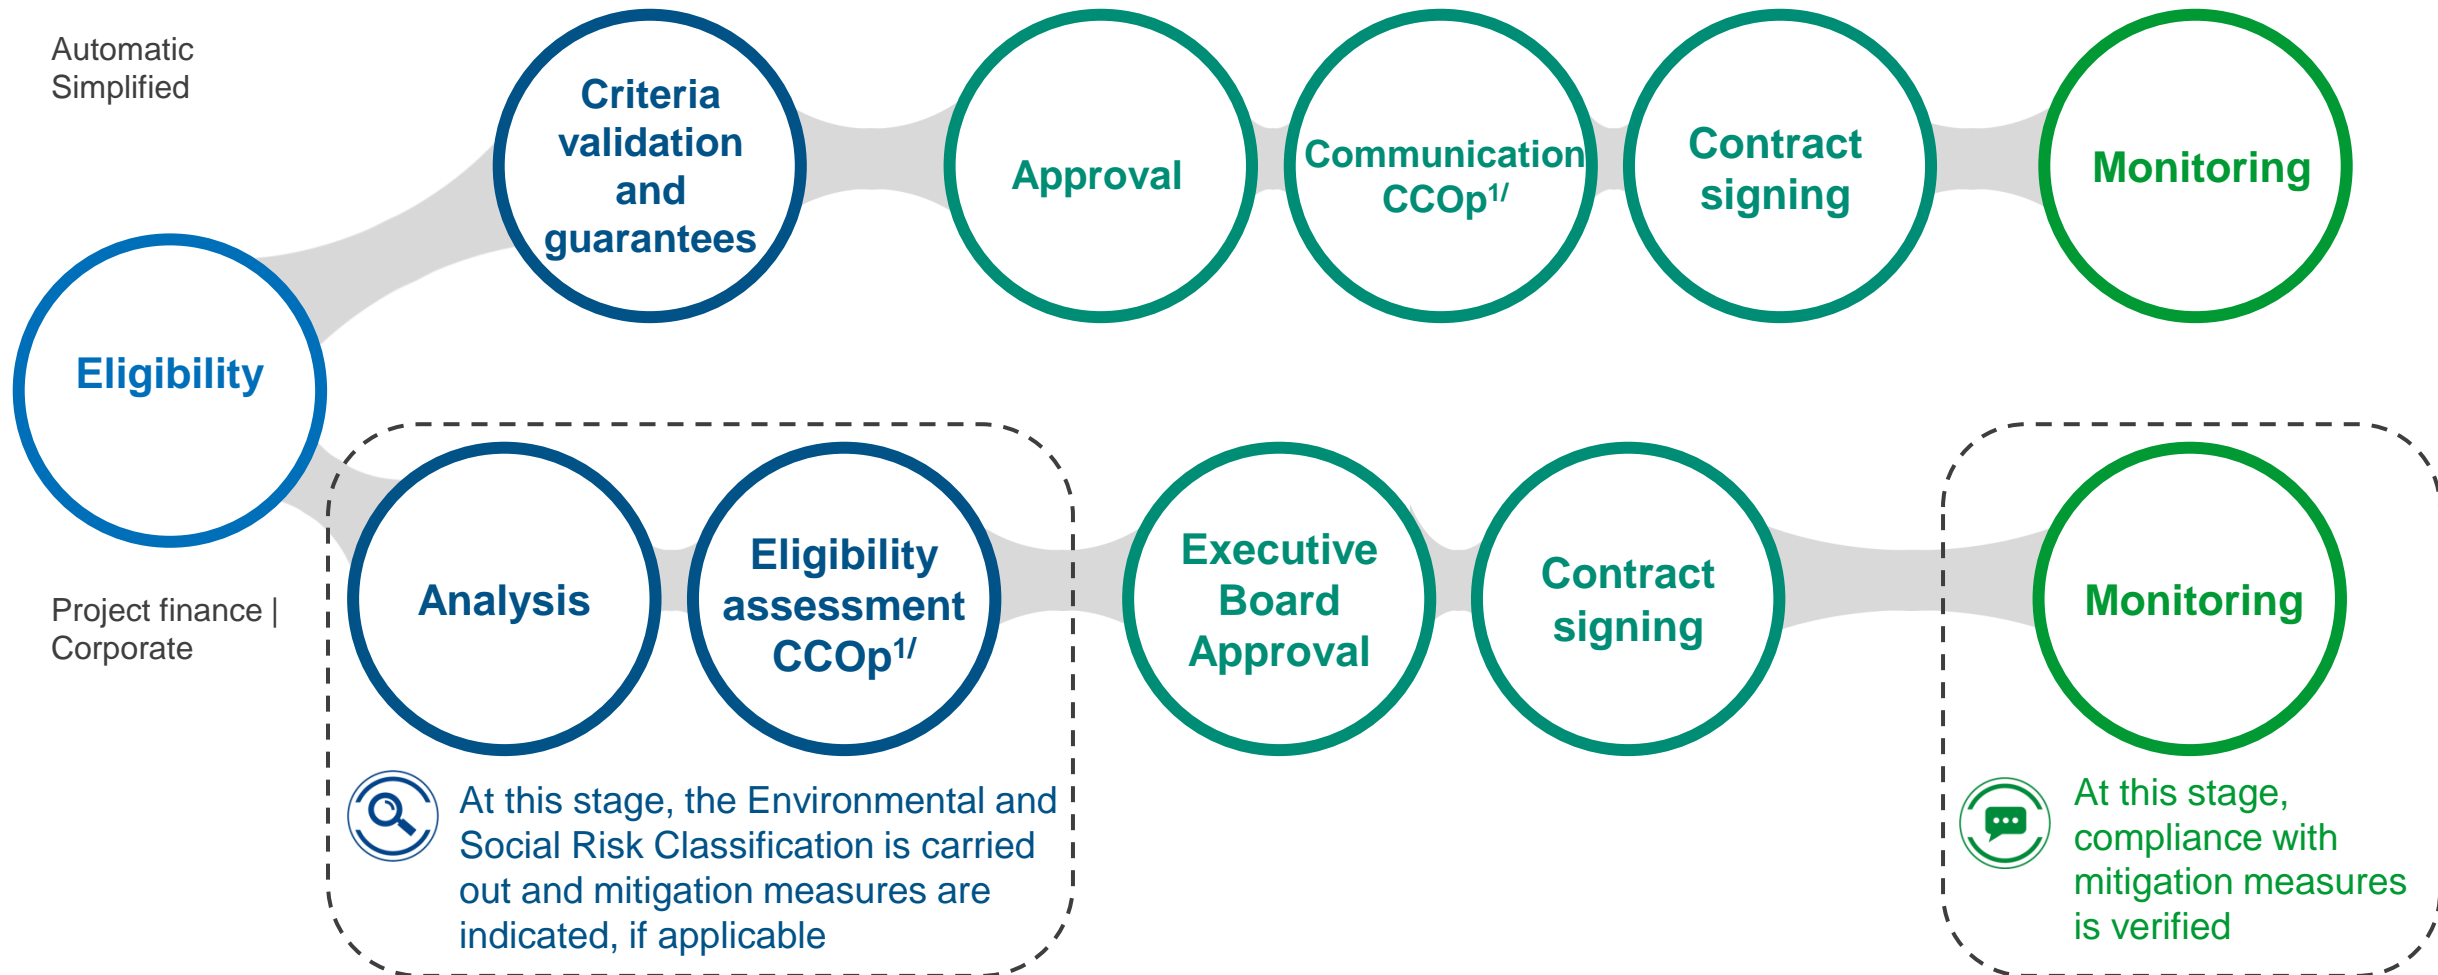 Automatic
Simplified
Criteria
validation
and
guarantees
Approval
Communication
CCOp1/
Contract
signing
Monitoring
Eligibility
Project finance |
Corporate
Analysis
Eligibility
assessment
CCOp1/
Executive
Board
Approval
Contract
signing
Monitoring
At this stage, the Environmental and
Social Risk Classification is carried
out and mitigation measures are
indicated, if applicable
At this stage,
compliance with
mitigation measures
is verified